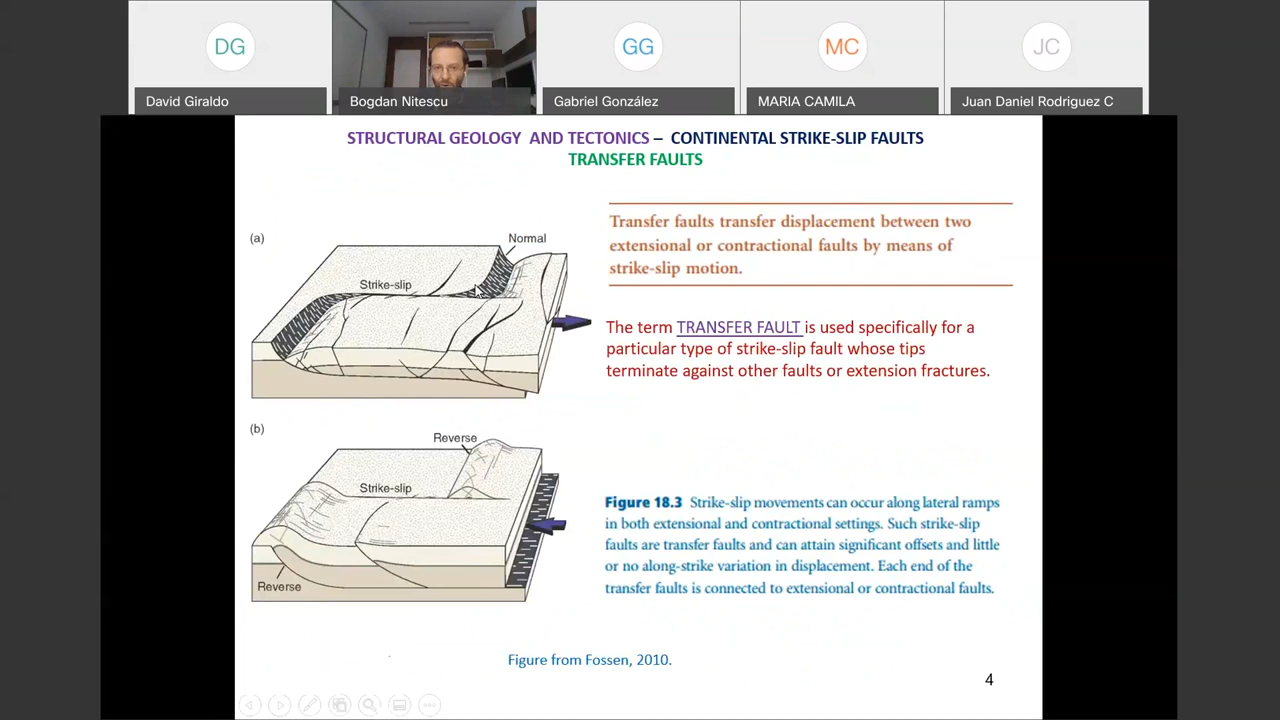 DG
GG
MC
JC
David Giraldo
Bogdan Nitescu
Gabriel González
MARIA CAMILA
Juan Daniel Rodriguez C
STRUCTURAL GEOLOGY AND TECTONICS – CONTINENTAL STRIKE-SLIP FAULTS
TRANSFER FAULTS
(a)
Normal
Strike-slip
Transfer faults transfer displacement between two
extensional or contractional faults by means of
strike-slip motion.
The term TRANSFER FAULT is used specifically for a
particular type of strike-slip fault whose tips
terminate against other faults or extension fractures.
(b)
Reverse
Strike-slip
Reverse
Figure 18.3 Strike-slip movements can occur along lateral ramps
in both extensional and contractional settings. Such strike-slip
faults are transfer faults and can attain significant offsets and little
or no along-strike variation in displacement. Each end of the
transfer faults is connected to extensional or contractional faults.
Figure from Fossen, 2010.
4